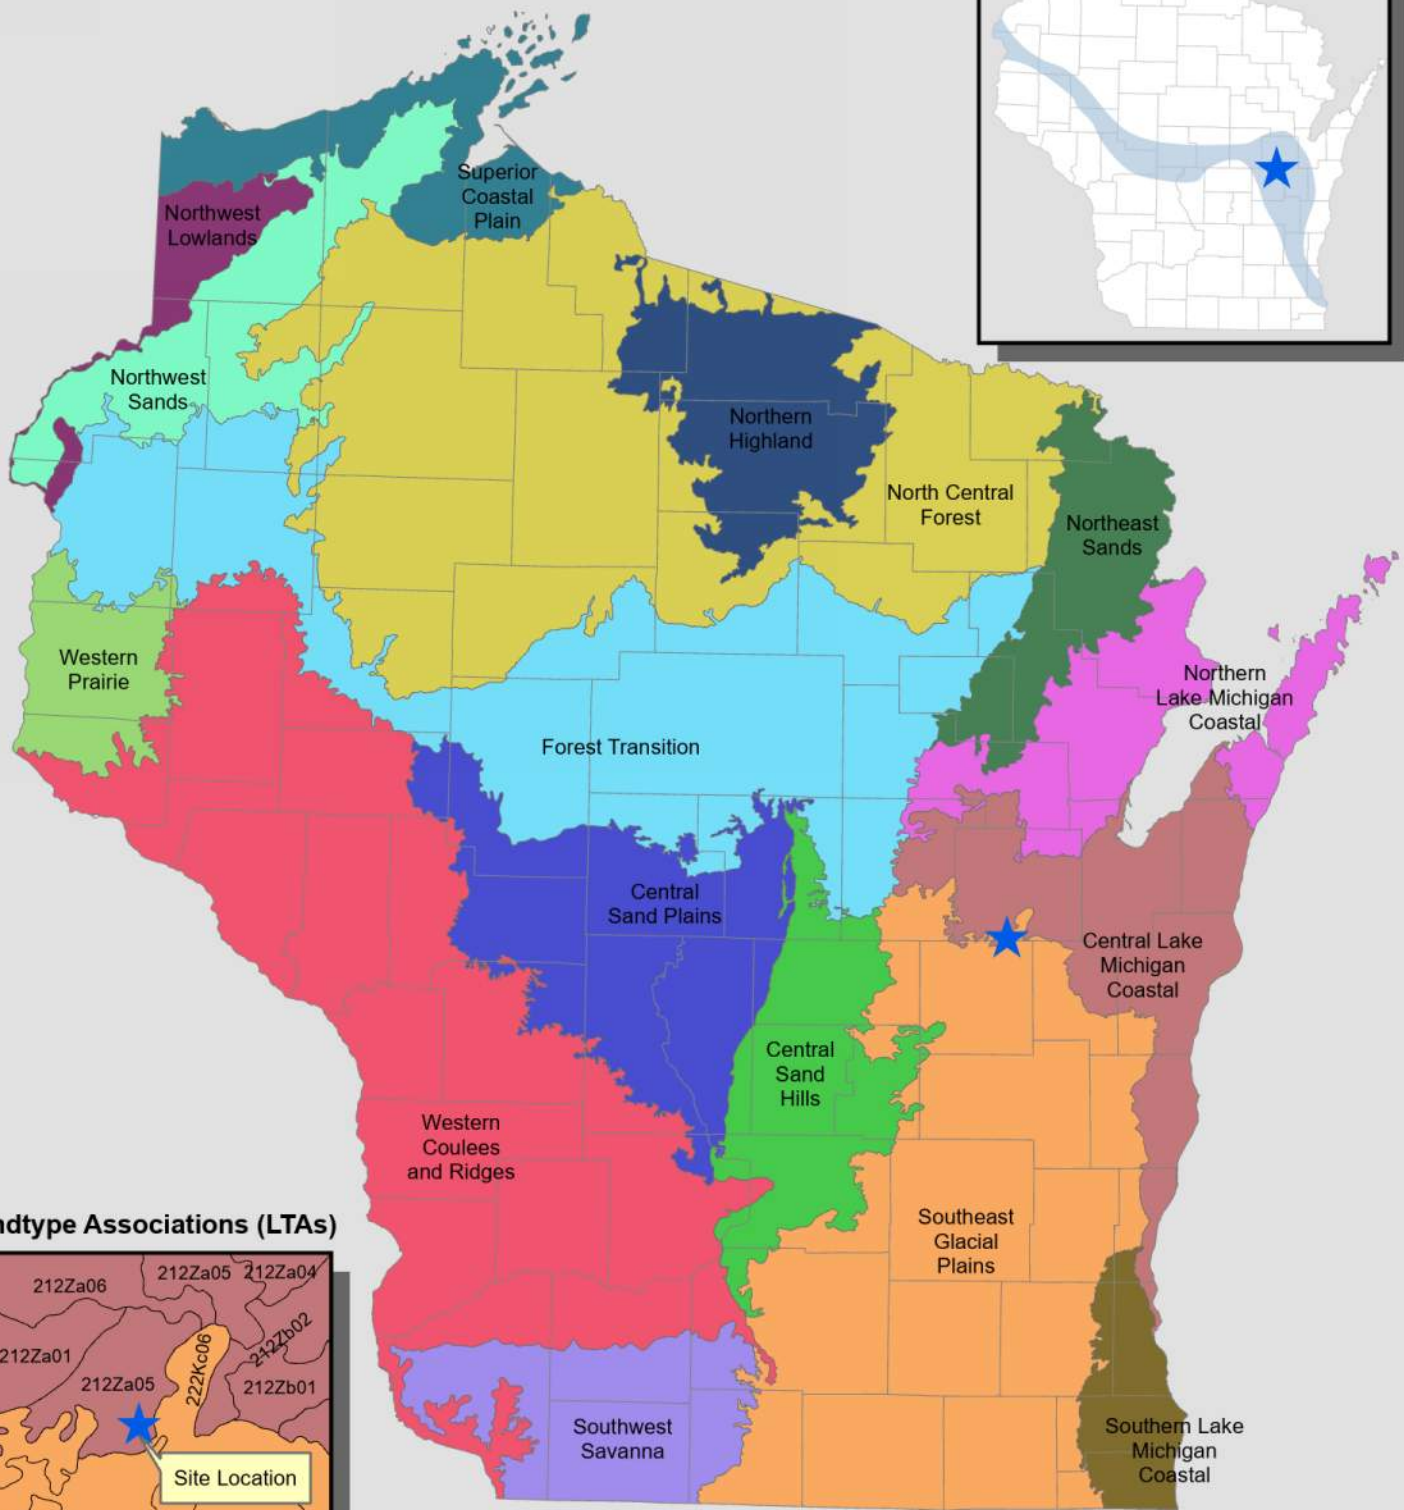 Superior
Coastal
Plain
Northwest
Lowlands
Northwest
Sands
Northern
Highland
North Central
Forest
Northeast
Sands
Western
Prairie
Northern
Lake Michigan
Coastal
Forest Transition
Central
Sand Plains
Central Lake
Michigan
Coastal
Central
Sand
Hills
Western
Coulees
and Ridges
Southeast
Glacial
Plains
Southwest
Savanna
Southern Lake
Michigan
Coastal
ndtype Associations (LTAs)
212Za06
212Za05
212Za04
212Zb02
212Za01
222Kc06
212Za05
212Zb01
Site Location